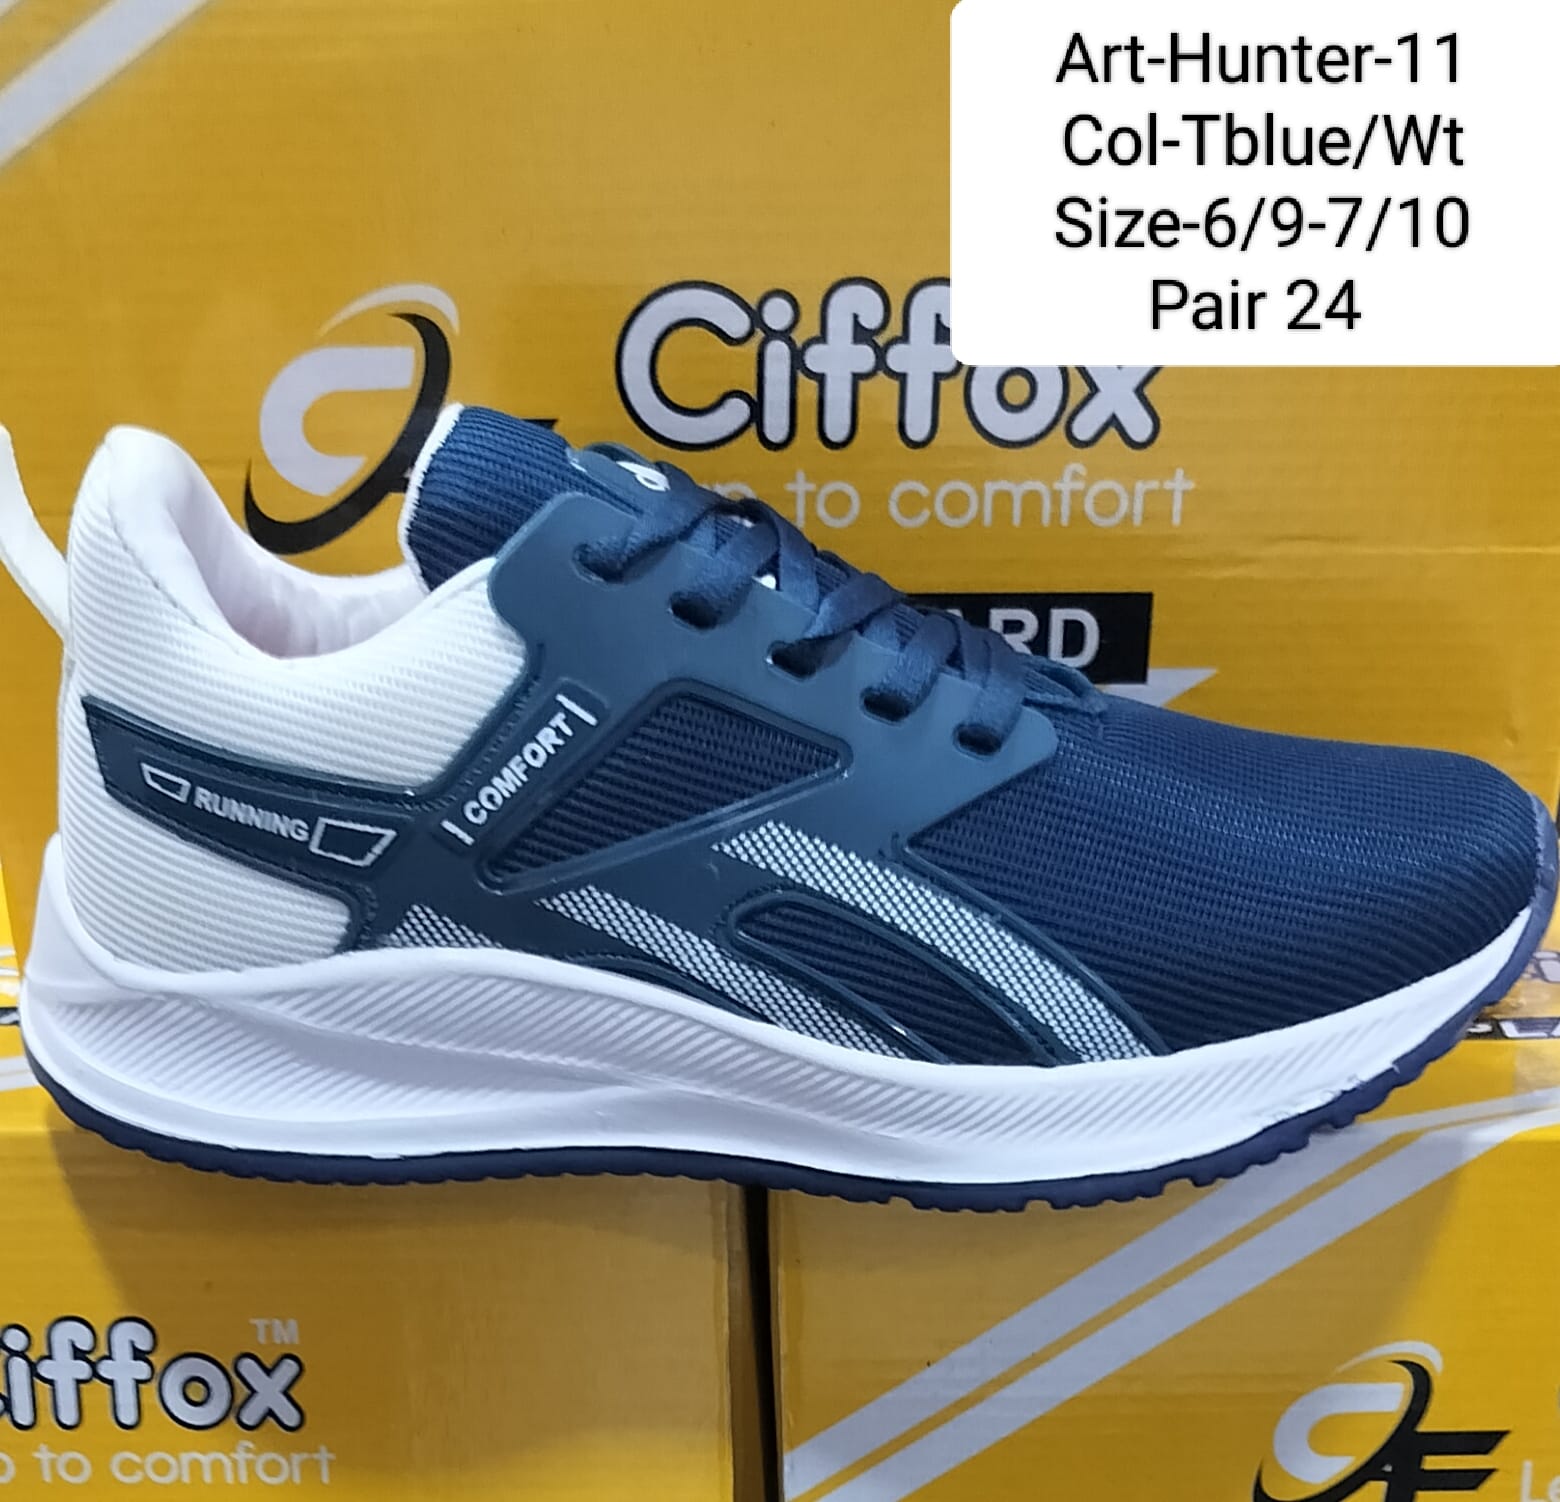 Art-Hunter-11
Col-Tblue/Wt
Size-6/9-7/10
Pair 24
Ciffox
to comfort
COMFORT
RUNNING
TM
iffox
to comfort